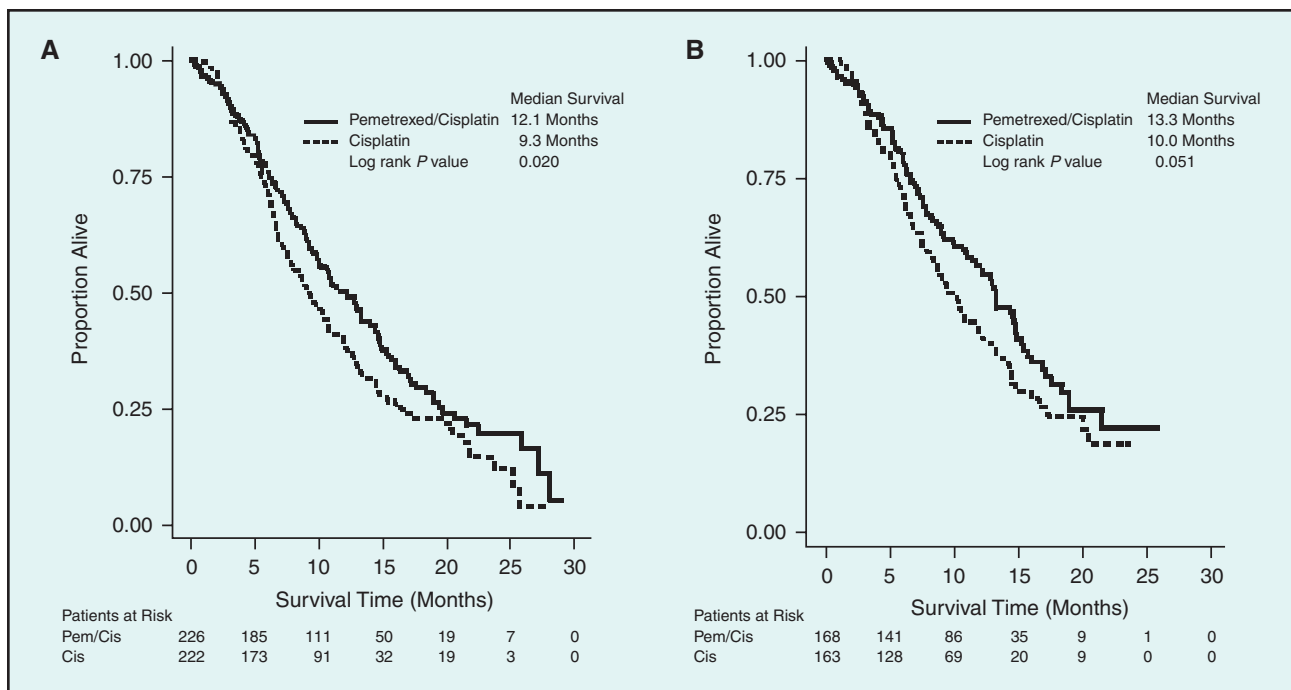 A
1.00
0.75
0.50
0.25
0.00
Proportion Alive
Median Survival
Pemetrexed/Cisplatin 12.1 Months
Cisplatin 9.3 Months
Log rank P value 0.020
0 5 10 15 20 25 30
Survival Time (Months)
Patients at Risk
Pem/Cis 226 185 111 50 19 7 0
Cis 222 173 91 32 19 3 0
B
1.00
0.75
0.50
0.25
0.00
Proportion Alive
Median Survival
Pemetrexed/Cisplatin 13.3 Months
Cisplatin 10.0 Months
Log rank P value 0.051
0 5 10 15 20 25 30
Survival Time (Months)
Patients at Risk
Pem/Cis 168 141 86 35 9 1 0
Cis 163 128 69 20 9 0 0